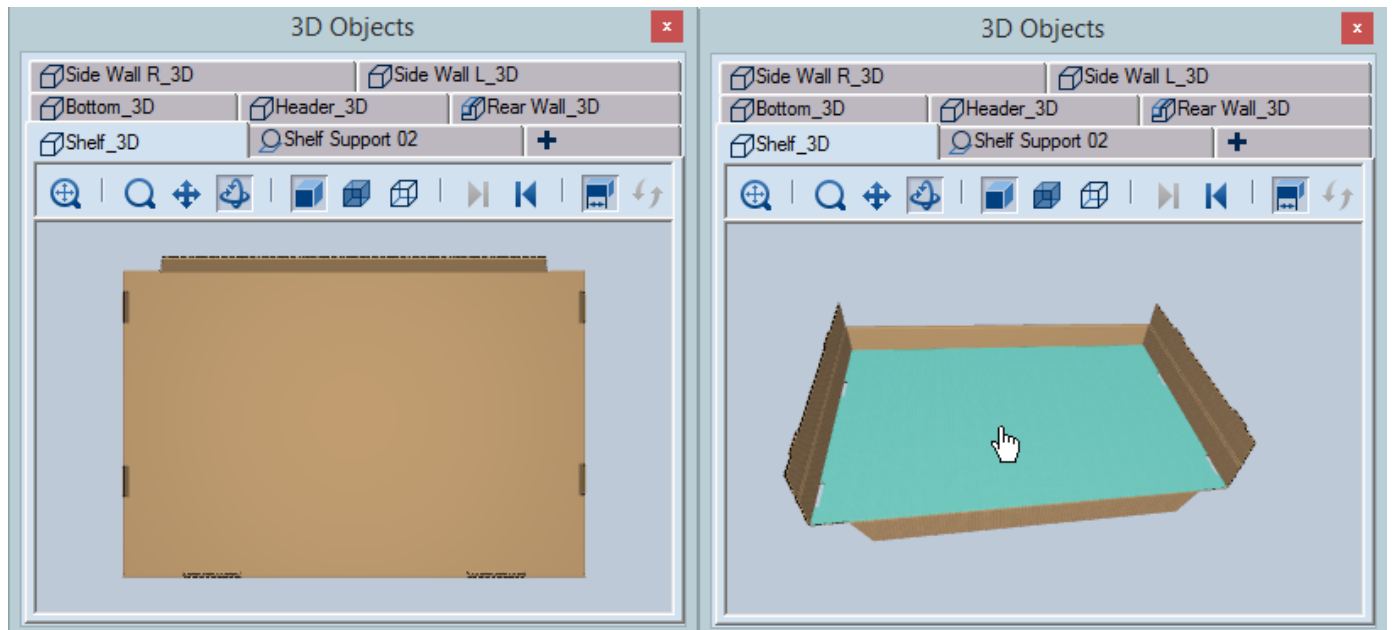 3D Objects
x
Side Wall R_3D
Side Wall L_3D
Bottom_3D
Header_3D
Rear Wall_3D
Shelf_3D
Shelf Support 02
3D Objects
x
Side Wall R_3D
Side Wall L_3D
Bottom_3D
Header_3D
Rear Wall_3D
Shelf_3D
Shelf Support 02